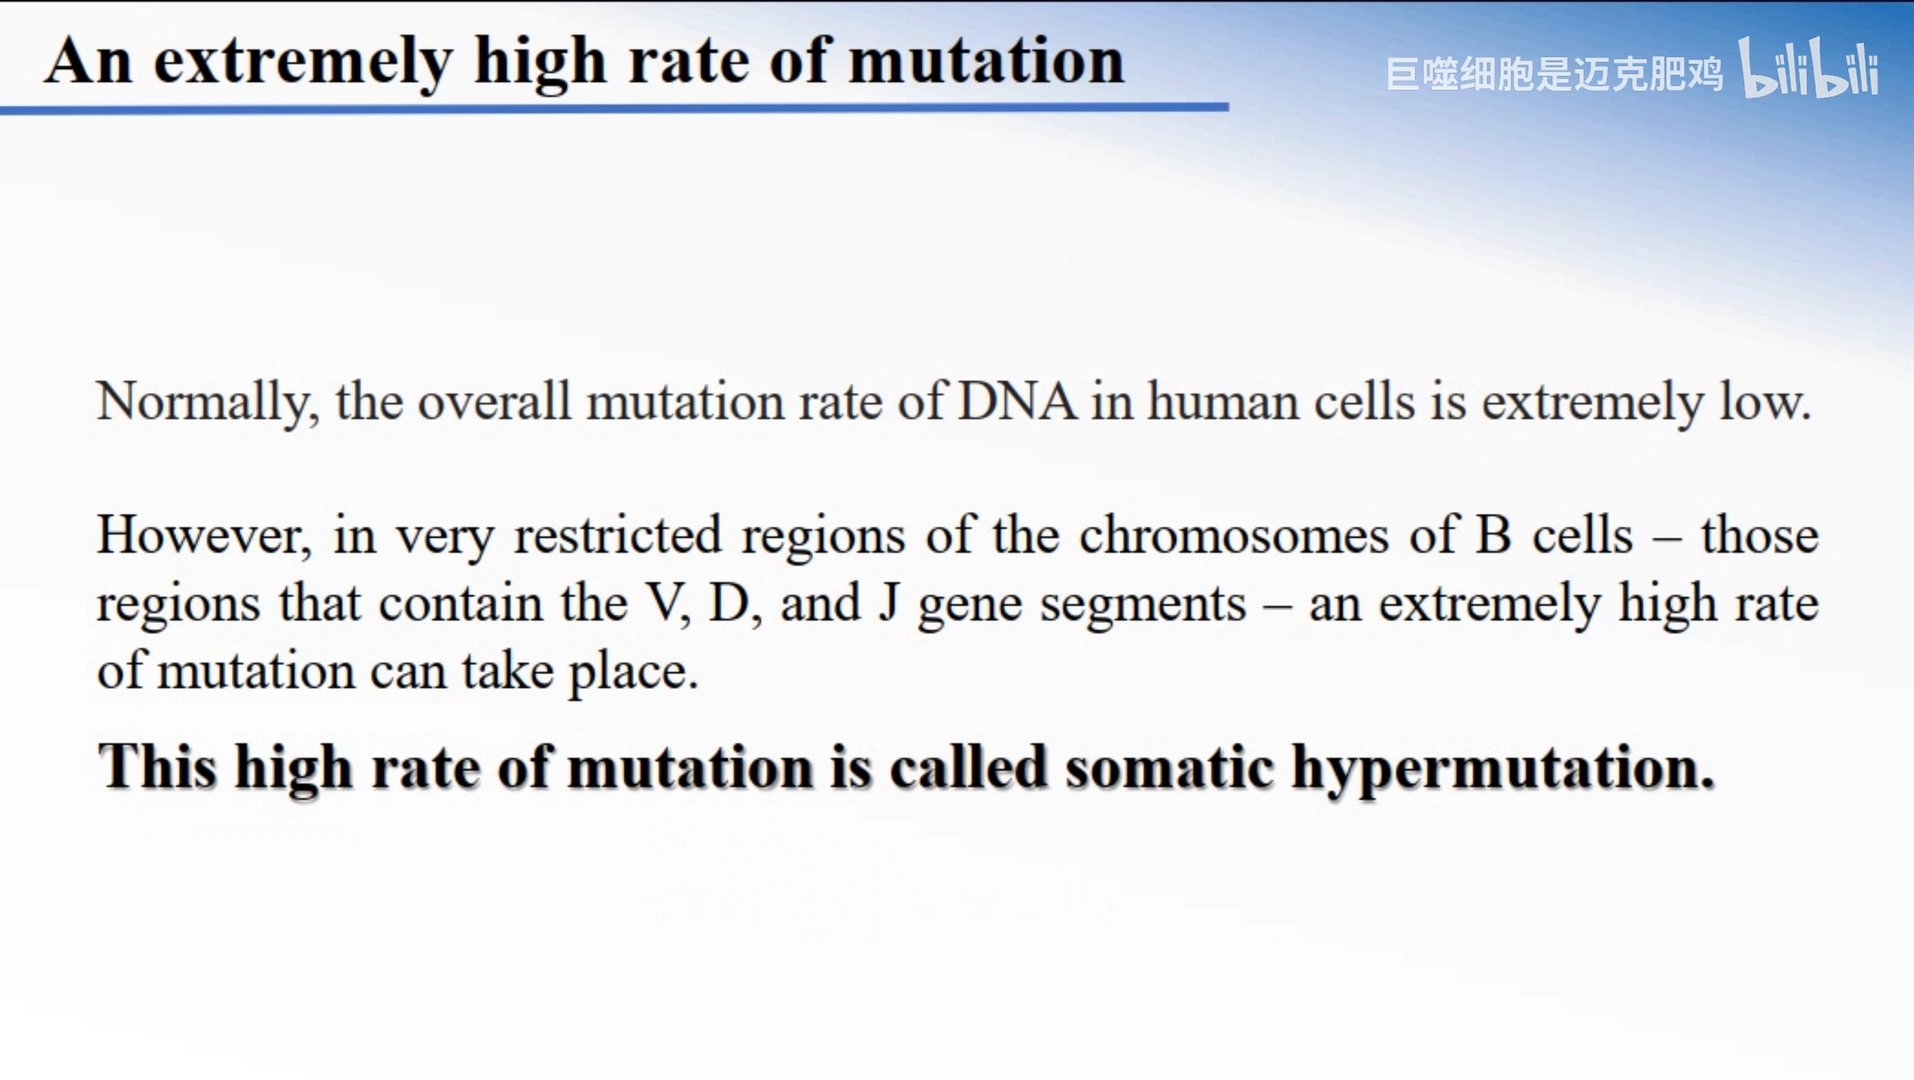 An extremely high rate of mutation
巨噬细胞是迈克肥鸡 bilibili
Normally, the overall mutation rate of DNA in human cells is extremely low.
However, in very restricted regions of the chromosomes of B cells – those
regions that contain the V, D, and J gene segments – an extremely high rate
of mutation can take place.
This high rate of mutation is called somatic hypermutation.